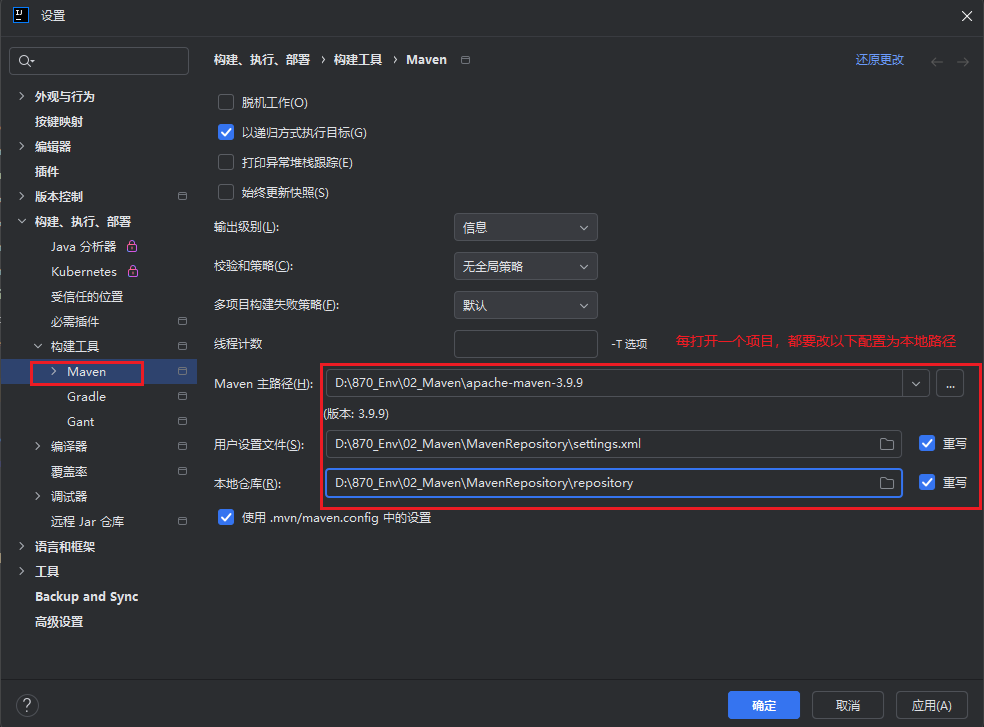 设置
构建、执行、部署 › 构建工具 › Maven
还原更改
外观与行为
按键映射
编辑器
插件
版本控制
构建、执行、部署
Java 分析器
Kubernetes
受信任的位置
必需插件
构建工具
Maven
Gradle
Gant
编译器
覆盖率
调试器
远程 Jar 仓库
语言和框架
工具
Backup and Sync
高级设置
脱机工作(O)
以递归方式执行目标(G)
打印异常堆栈跟踪(E)
始终更新快照(S)
输出级别(L): 信息
校验和策略(C): 无全局策略
多项目构建失败策略(F): 默认
线程计数 -T 选项
每打开一个项目，都要改以下配置为本地路径
Maven 主路径(H): D:\870_Env\02_Maven\apache-maven-3.9.9 ...
(版本: 3.9.9)
用户设置文件(S): D:\870_Env\02_Maven\MavenRepository\settings.xml 重写
本地仓库(R): D:\870_Env\02_Maven\MavenRepository\repository 重写
使用 .mvn/maven.config 中的设置
? 确定 取消 应用(A)